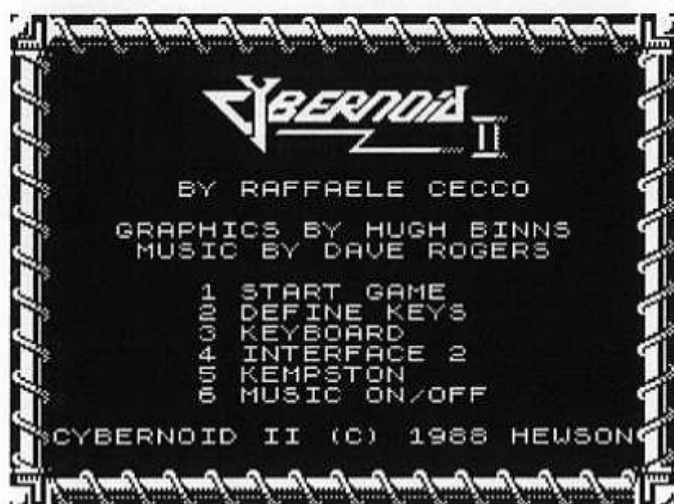 CYBERNOID
II
BY RAFFAELE CECCO
GRAPHICS BY HUGH BINNS
MUSIC BY DAVE ROGERS
1 START GAME
2 DEFINE KEYS
3 KEYBOARD
4 INTERFACE 2
5 KEMPSTON
6 MUSIC ON/OFF
CYBERNOID II (C) 1988 HEWSON